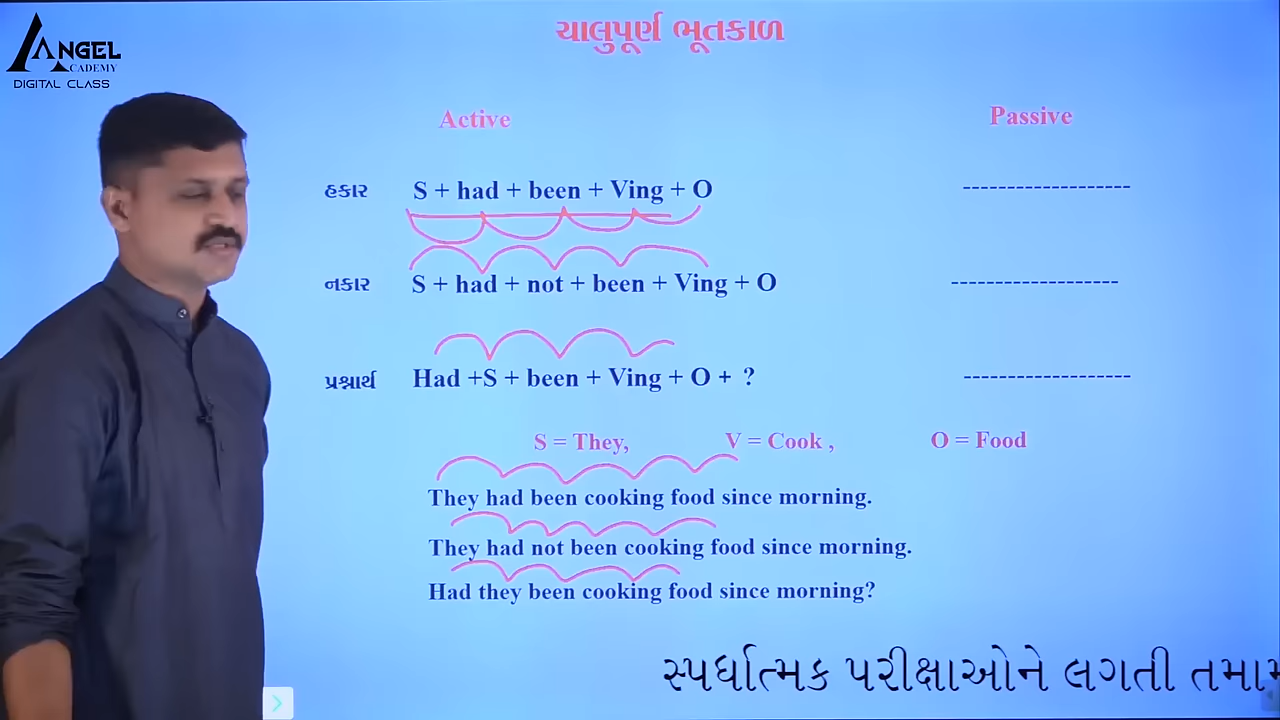 ANGEL
ACADEMY
DIGITAL CLASS
ચાલુપૂર્ણ ભૂતકાળ
Active Passive
હકાર S + had + been + Ving + O -------------------
નકાર S + had + not + been + Ving + O -------------------
પ્રશ્નાર્થ Had +S + been + Ving + O + ? -------------------
S = They, V = Cook , O = Food
They had been cooking food since morning.
They had not been cooking food since morning.
Had they been cooking food since morning?
સ્પર્ધાત્મક પરીક્ષાઓને લગતી